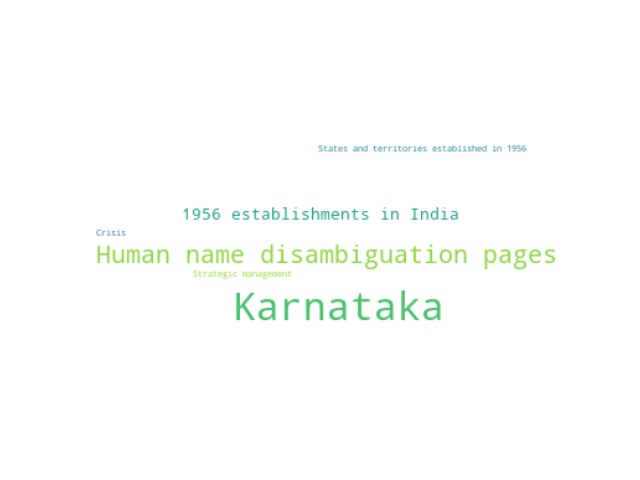 States and territories established in 1956
1956 establishments in India
Crisis
Human name disambiguation pages
Strategic management
Karnataka